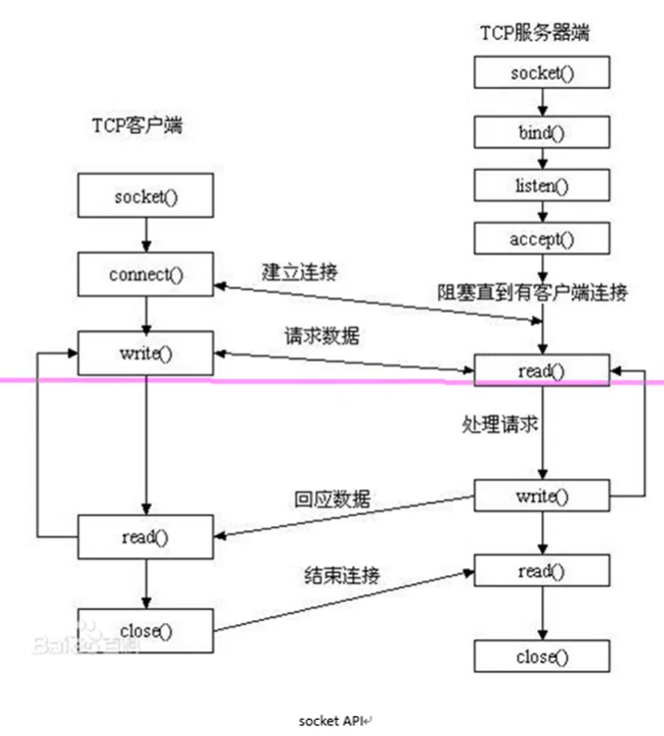 TCP服务器端
socket()
bind()
TCP客户端
listen()
socket()
accept()
建立连接
connect()
阻塞直到有客户端连接
请求数据
write()
read()
处理请求
回应数据
write()
read()
结束连接
read()
close()
Baidu百科
close()
socket API